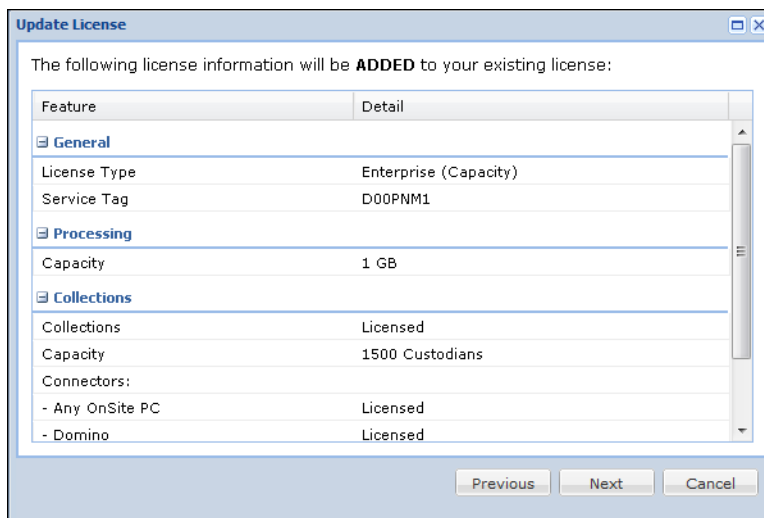 Update License
The following license information will be ADDED to your existing license:
Feature Detail
General
License Type Enterprise (Capacity)
Service Tag D00PNM1
Processing
Capacity 1 GB
Collections
Collections Licensed
Capacity 1500 Custodians
Connectors:
- Any OnSite PC Licensed
- Domino Licensed
Previous Next Cancel